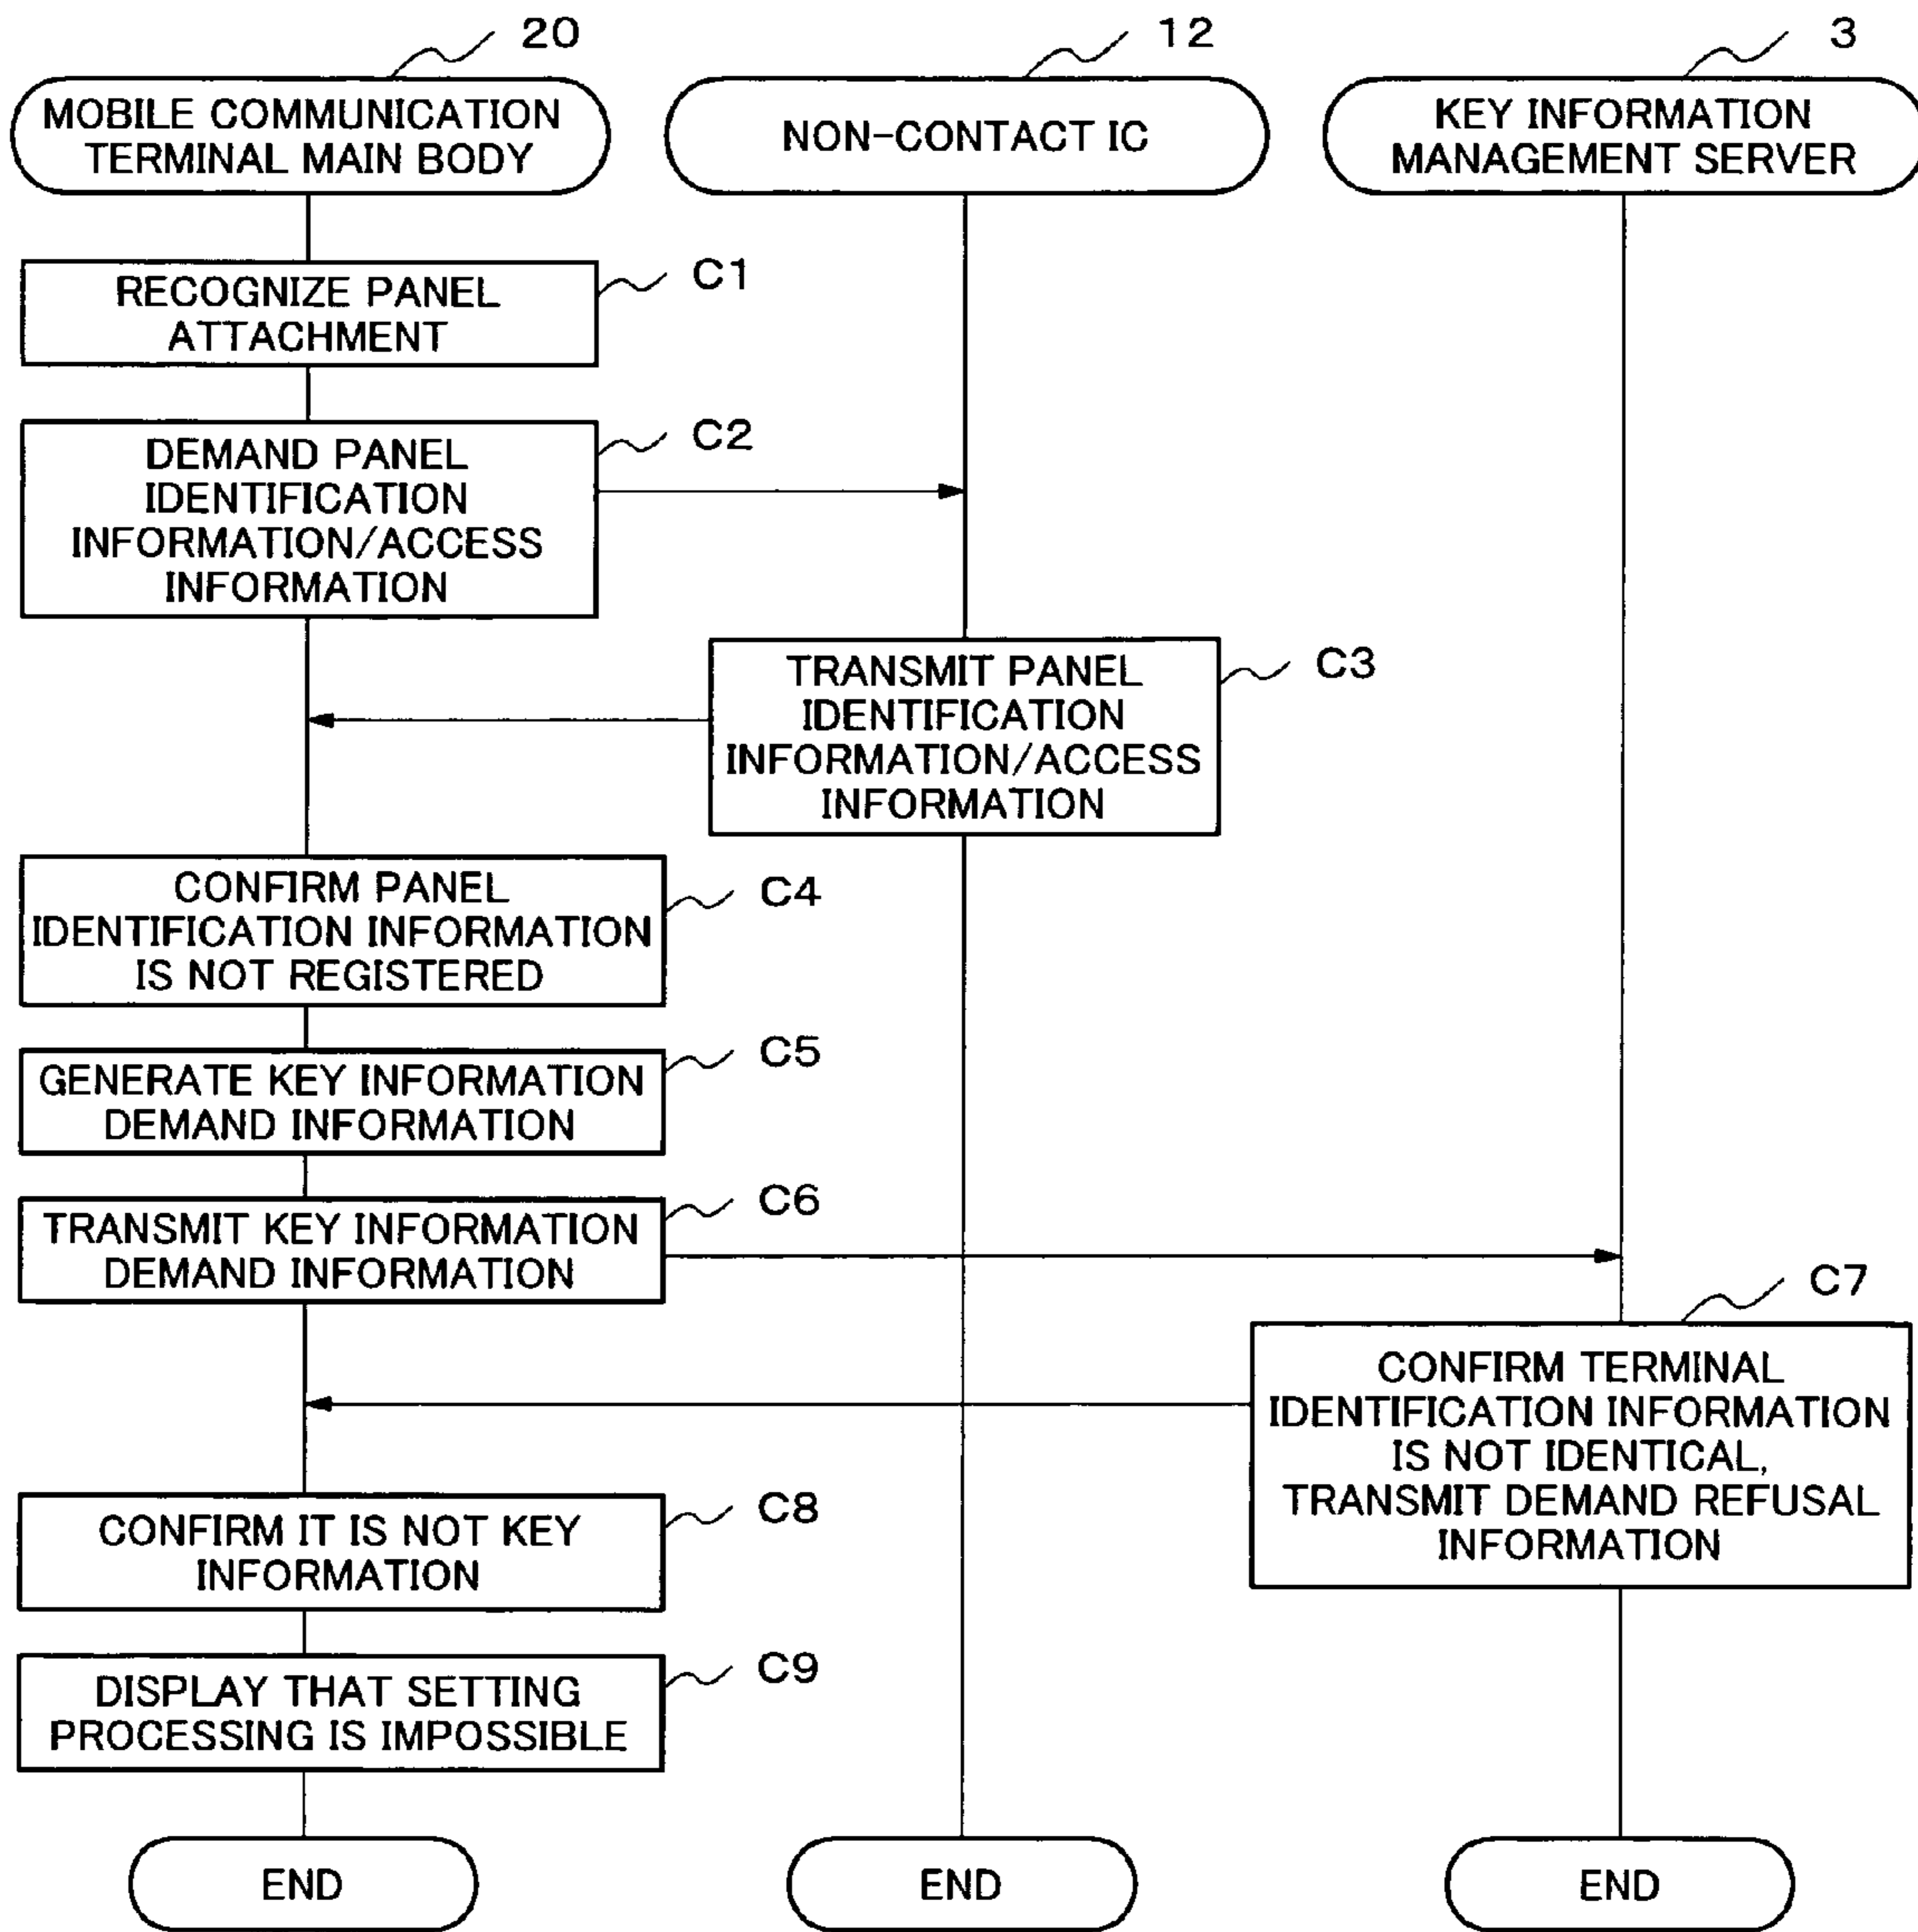 20
12
3
MOBILE COMMUNICATION
TERMINAL MAIN BODY
NON-CONTACT IC
KEY INFORMATION
MANAGEMENT SERVER
C1
RECOGNIZE PANEL
ATTACHMENT
C2
DEMAND PANEL
IDENTIFICATION
INFORMATION/ACCESS
INFORMATION
C3
TRANSMIT PANEL
IDENTIFICATION
INFORMATION/ACCESS
INFORMATION
C4
CONFIRM PANEL
IDENTIFICATION INFORMATION
IS NOT REGISTERED
C5
GENERATE KEY INFORMATION
DEMAND INFORMATION
C6
TRANSMIT KEY INFORMATION
DEMAND INFORMATION
C7
CONFIRM TERMINAL
IDENTIFICATION INFORMATION
IS NOT IDENTICAL,
TRANSMIT DEMAND REFUSAL
INFORMATION
C8
CONFIRM IT IS NOT KEY
INFORMATION
C9
DISPLAY THAT SETTING
PROCESSING IS IMPOSSIBLE
END
END
END